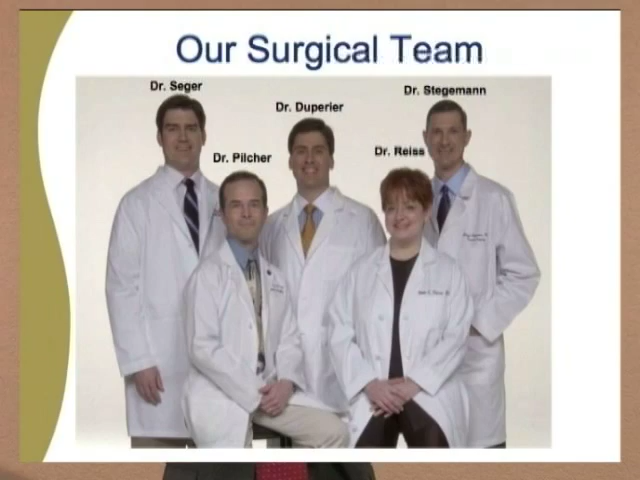 Our Surgical Team
Dr. Seger
Dr. Stegemann
Dr. Duperier
Dr. Pilcher
Dr. Reiss